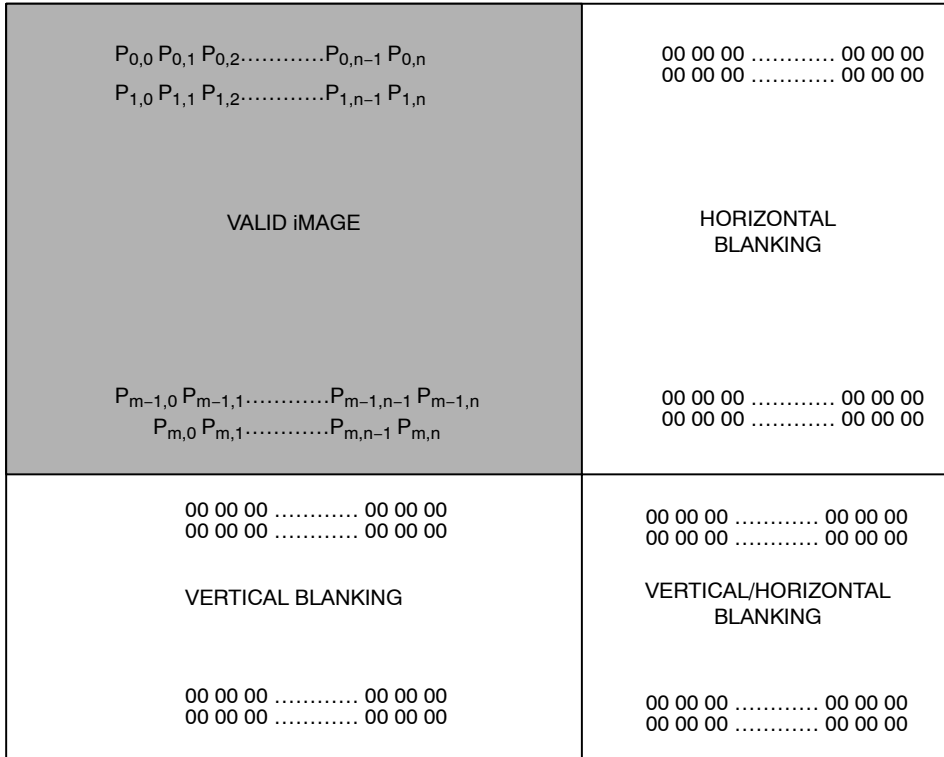 P0,0 P0,1 P0,2............P0,n−1 P0,n
P1,0 P1,1 P1,2............P1,n−1 P1,n
VALID iMAGE
Pm−1,0 Pm−1,1............Pm−1,n−1 Pm−1,n
Pm,0 Pm,1............Pm,n−1 Pm,n
00 00 00 ............ 00 00 00
00 00 00 ............ 00 00 00
HORIZONTAL
BLANKING
00 00 00 ............ 00 00 00
00 00 00 ............ 00 00 00
00 00 00 ............ 00 00 00
00 00 00 ............ 00 00 00
VERTICAL BLANKING
00 00 00 ............ 00 00 00
00 00 00 ............ 00 00 00
00 00 00 ............ 00 00 00
00 00 00 ............ 00 00 00
VERTICAL/HORIZONTAL
BLANKING
00 00 00 ............ 00 00 00
00 00 00 ............ 00 00 00